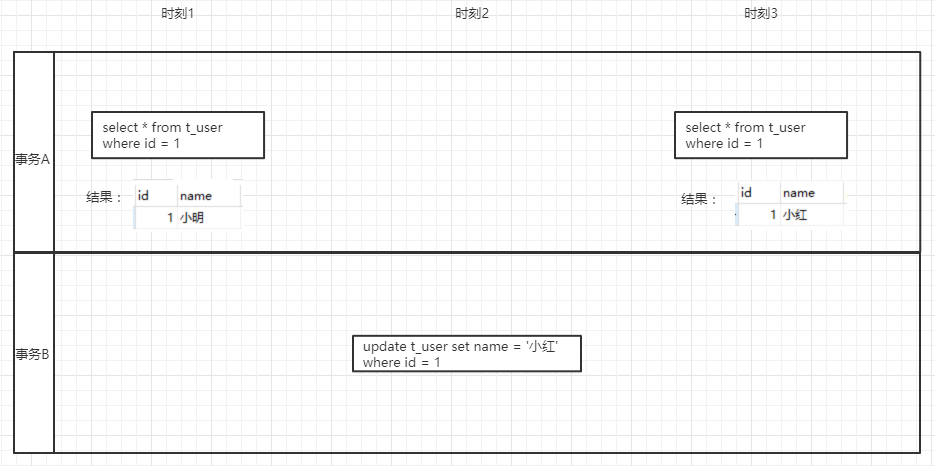 时刻1 时刻2 时刻3
事务A
select * from t_user
where id = 1
结果：
id name
1 小明
select * from t_user
where id = 1
结果：
id name
1 小红
事务B
update t_user set name = '小红'
where id = 1